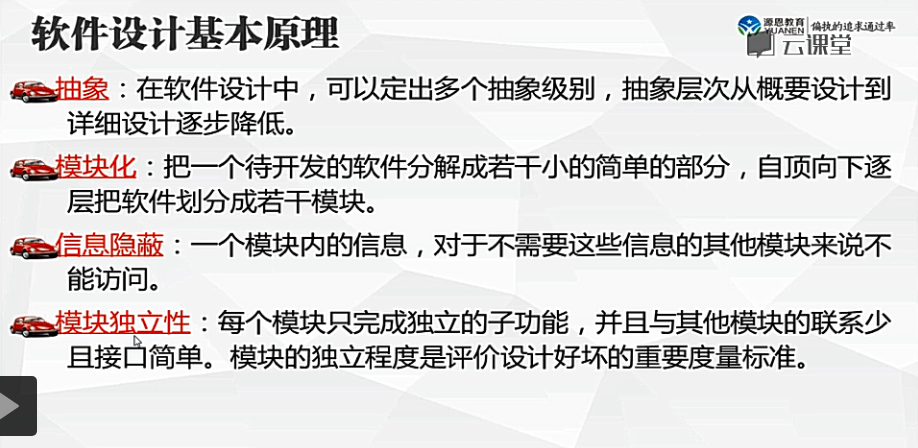 软件设计基本原理
源恩教育
YUANEN
偏执的追求通过率
云课堂
抽象：在软件设计中，可以定出多个抽象级别，抽象层次从概要设计到
详细设计逐步降低。
模块化：把一个待开发的软件分解成若干小的简单的部分，自顶向下逐
层把软件划分成若干模块。
信息隐蔽：一个模块内的信息，对于不需要这些信息的其他模块来说不
能访问。
模块独立性：每个模块只完成独立的子功能，并且与其他模块的联系少
且接口简单。模块的独立程度是评价设计好坏的重要度量标准。